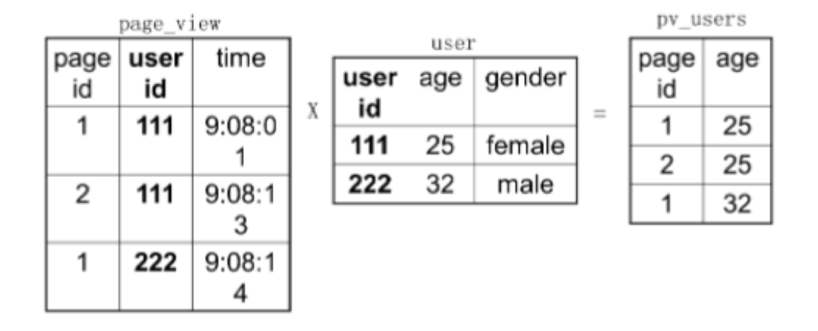 page_view
page id user id time
1 111 9:08:01
2 111 9:08:13
1 222 9:08:14
X
user
user id age gender
111 25 female
222 32 male
=
pv_users
page id age
1 25
2 25
1 32